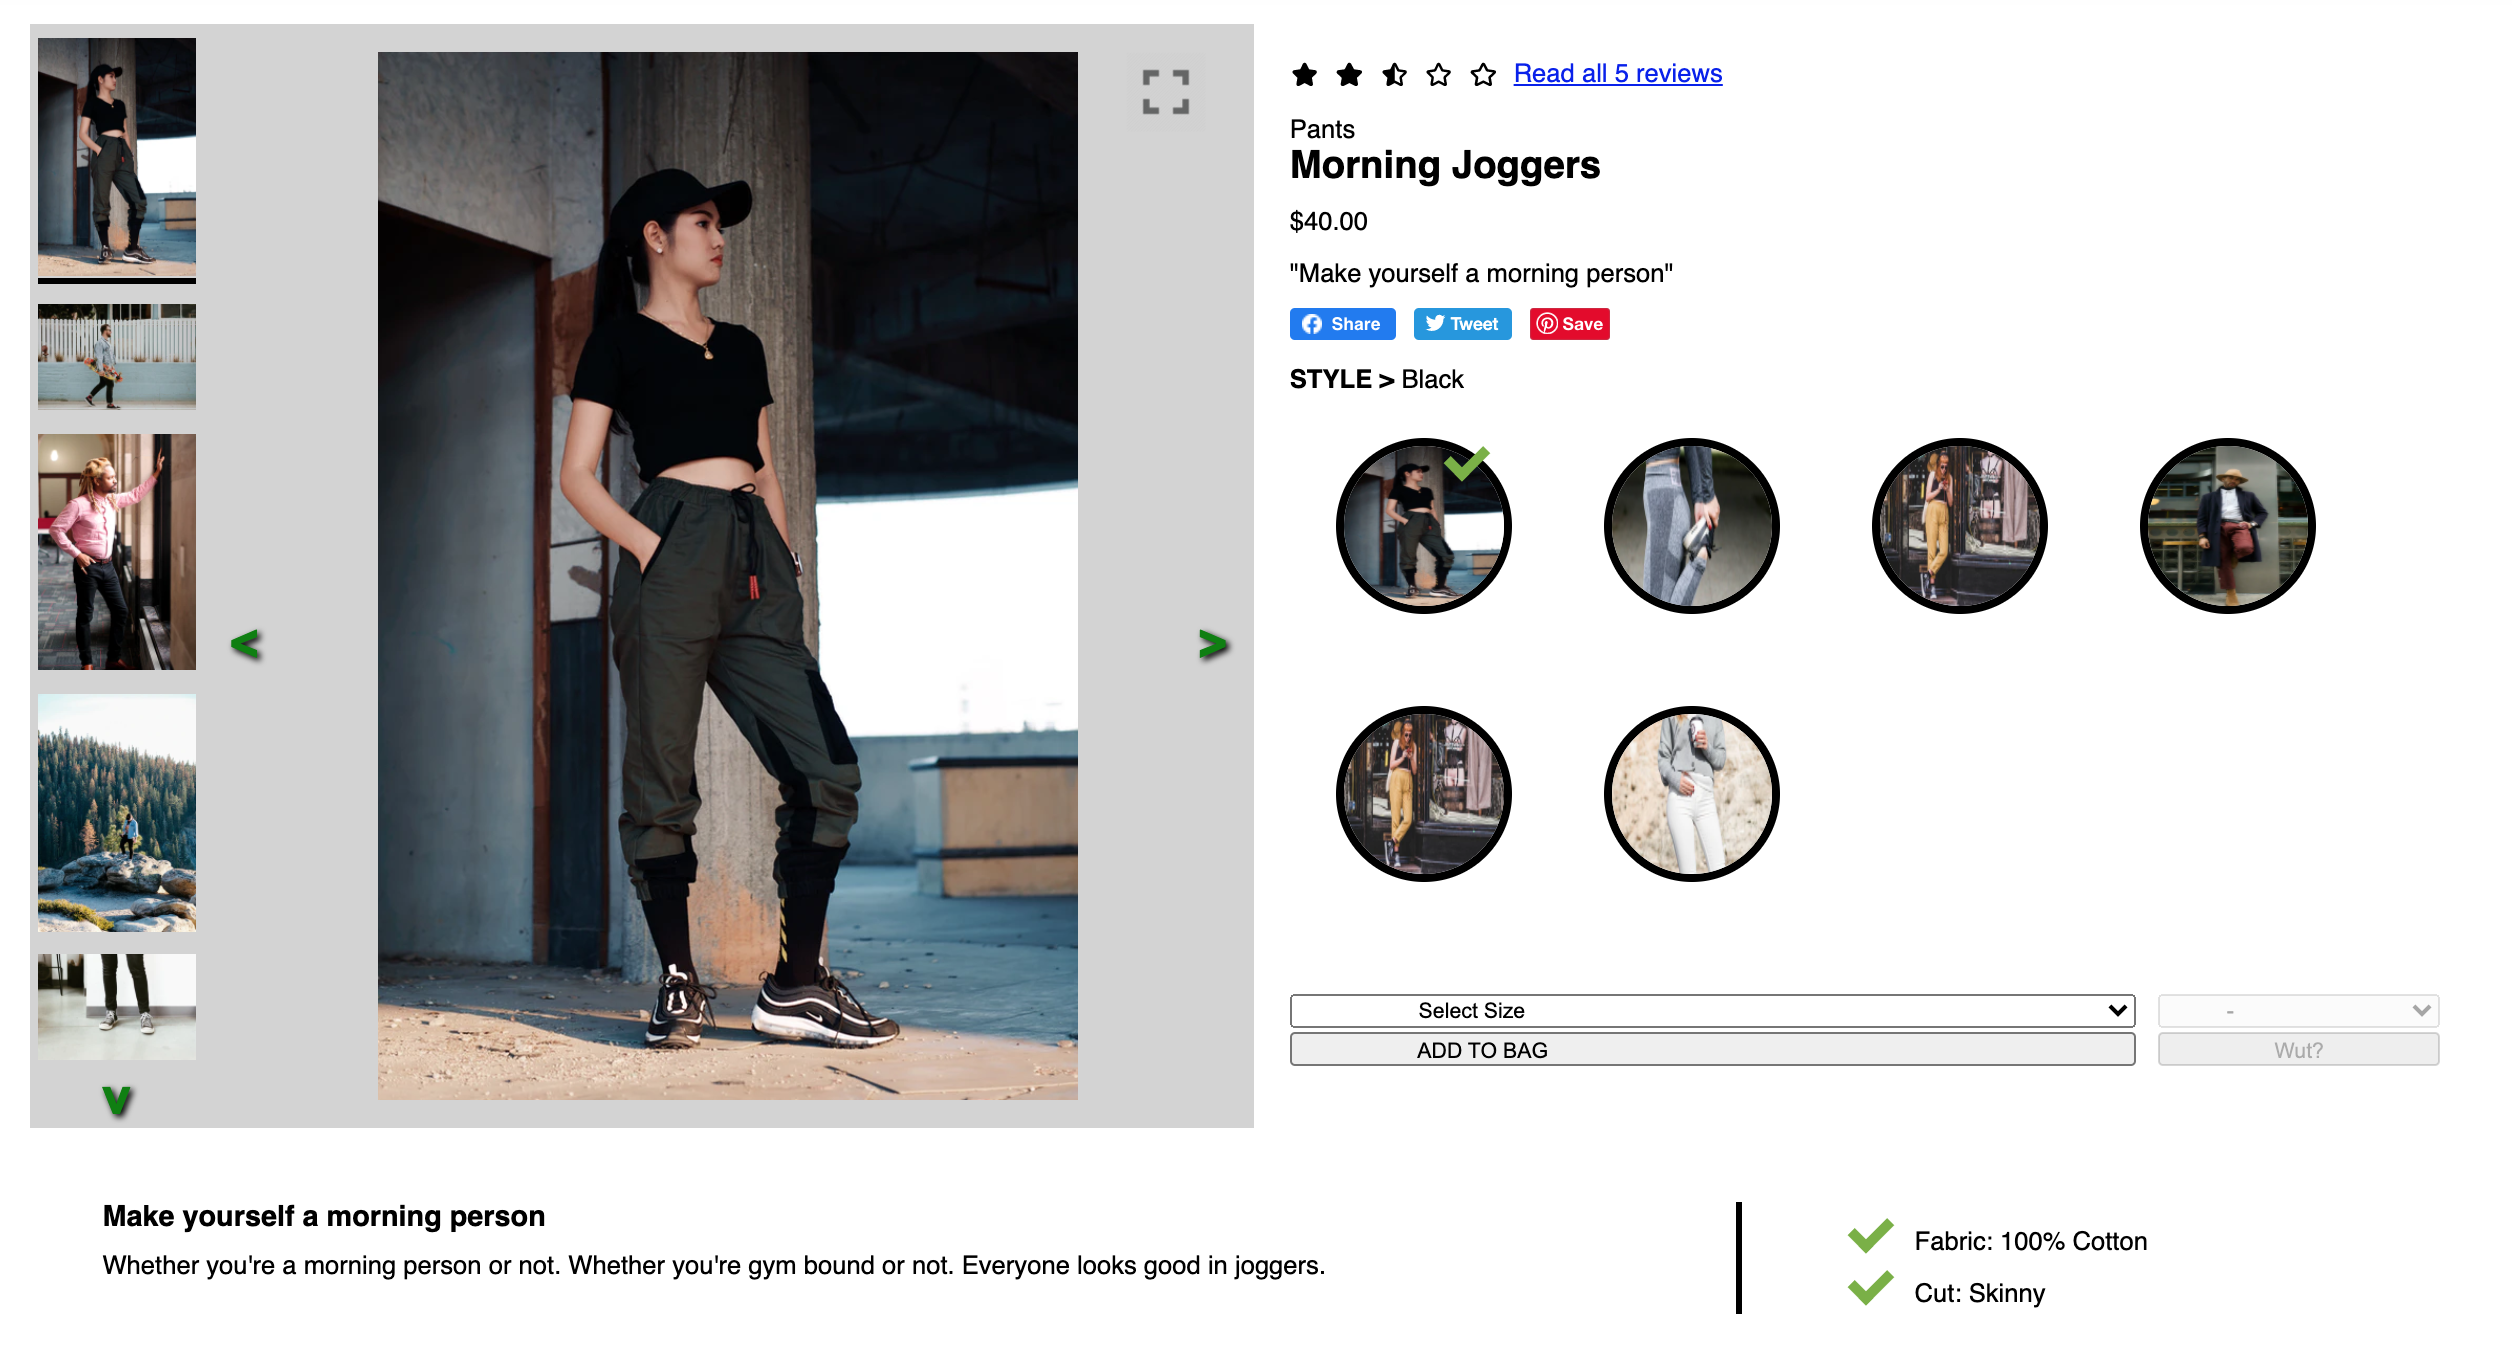 Read all 5 reviews
Pants
Morning Joggers
$40.00
"Make yourself a morning person"
Share Tweet Save
STYLE > Black
<
>
Select Size -
ADD TO BAG Wut?
v
Make yourself a morning person
Whether you're a morning person or not. Whether you're gym bound or not. Everyone looks good in joggers.
Fabric: 100% Cotton
Cut: Skinny